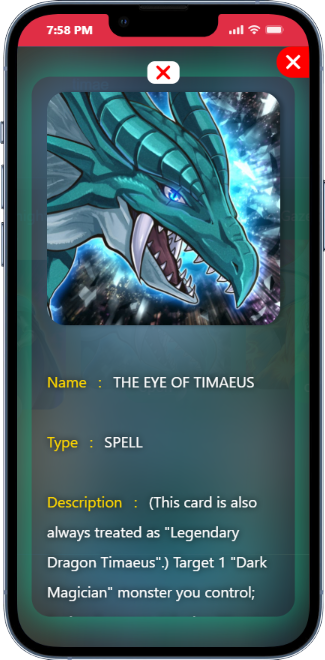 7:58 PM
Name : THE EYE OF TIMAEUS
Type : SPELL
Description : (This card is also
always treated as "Legendary
Dragon Timaeus".) Target 1 "Dark
Magician" monster you control;